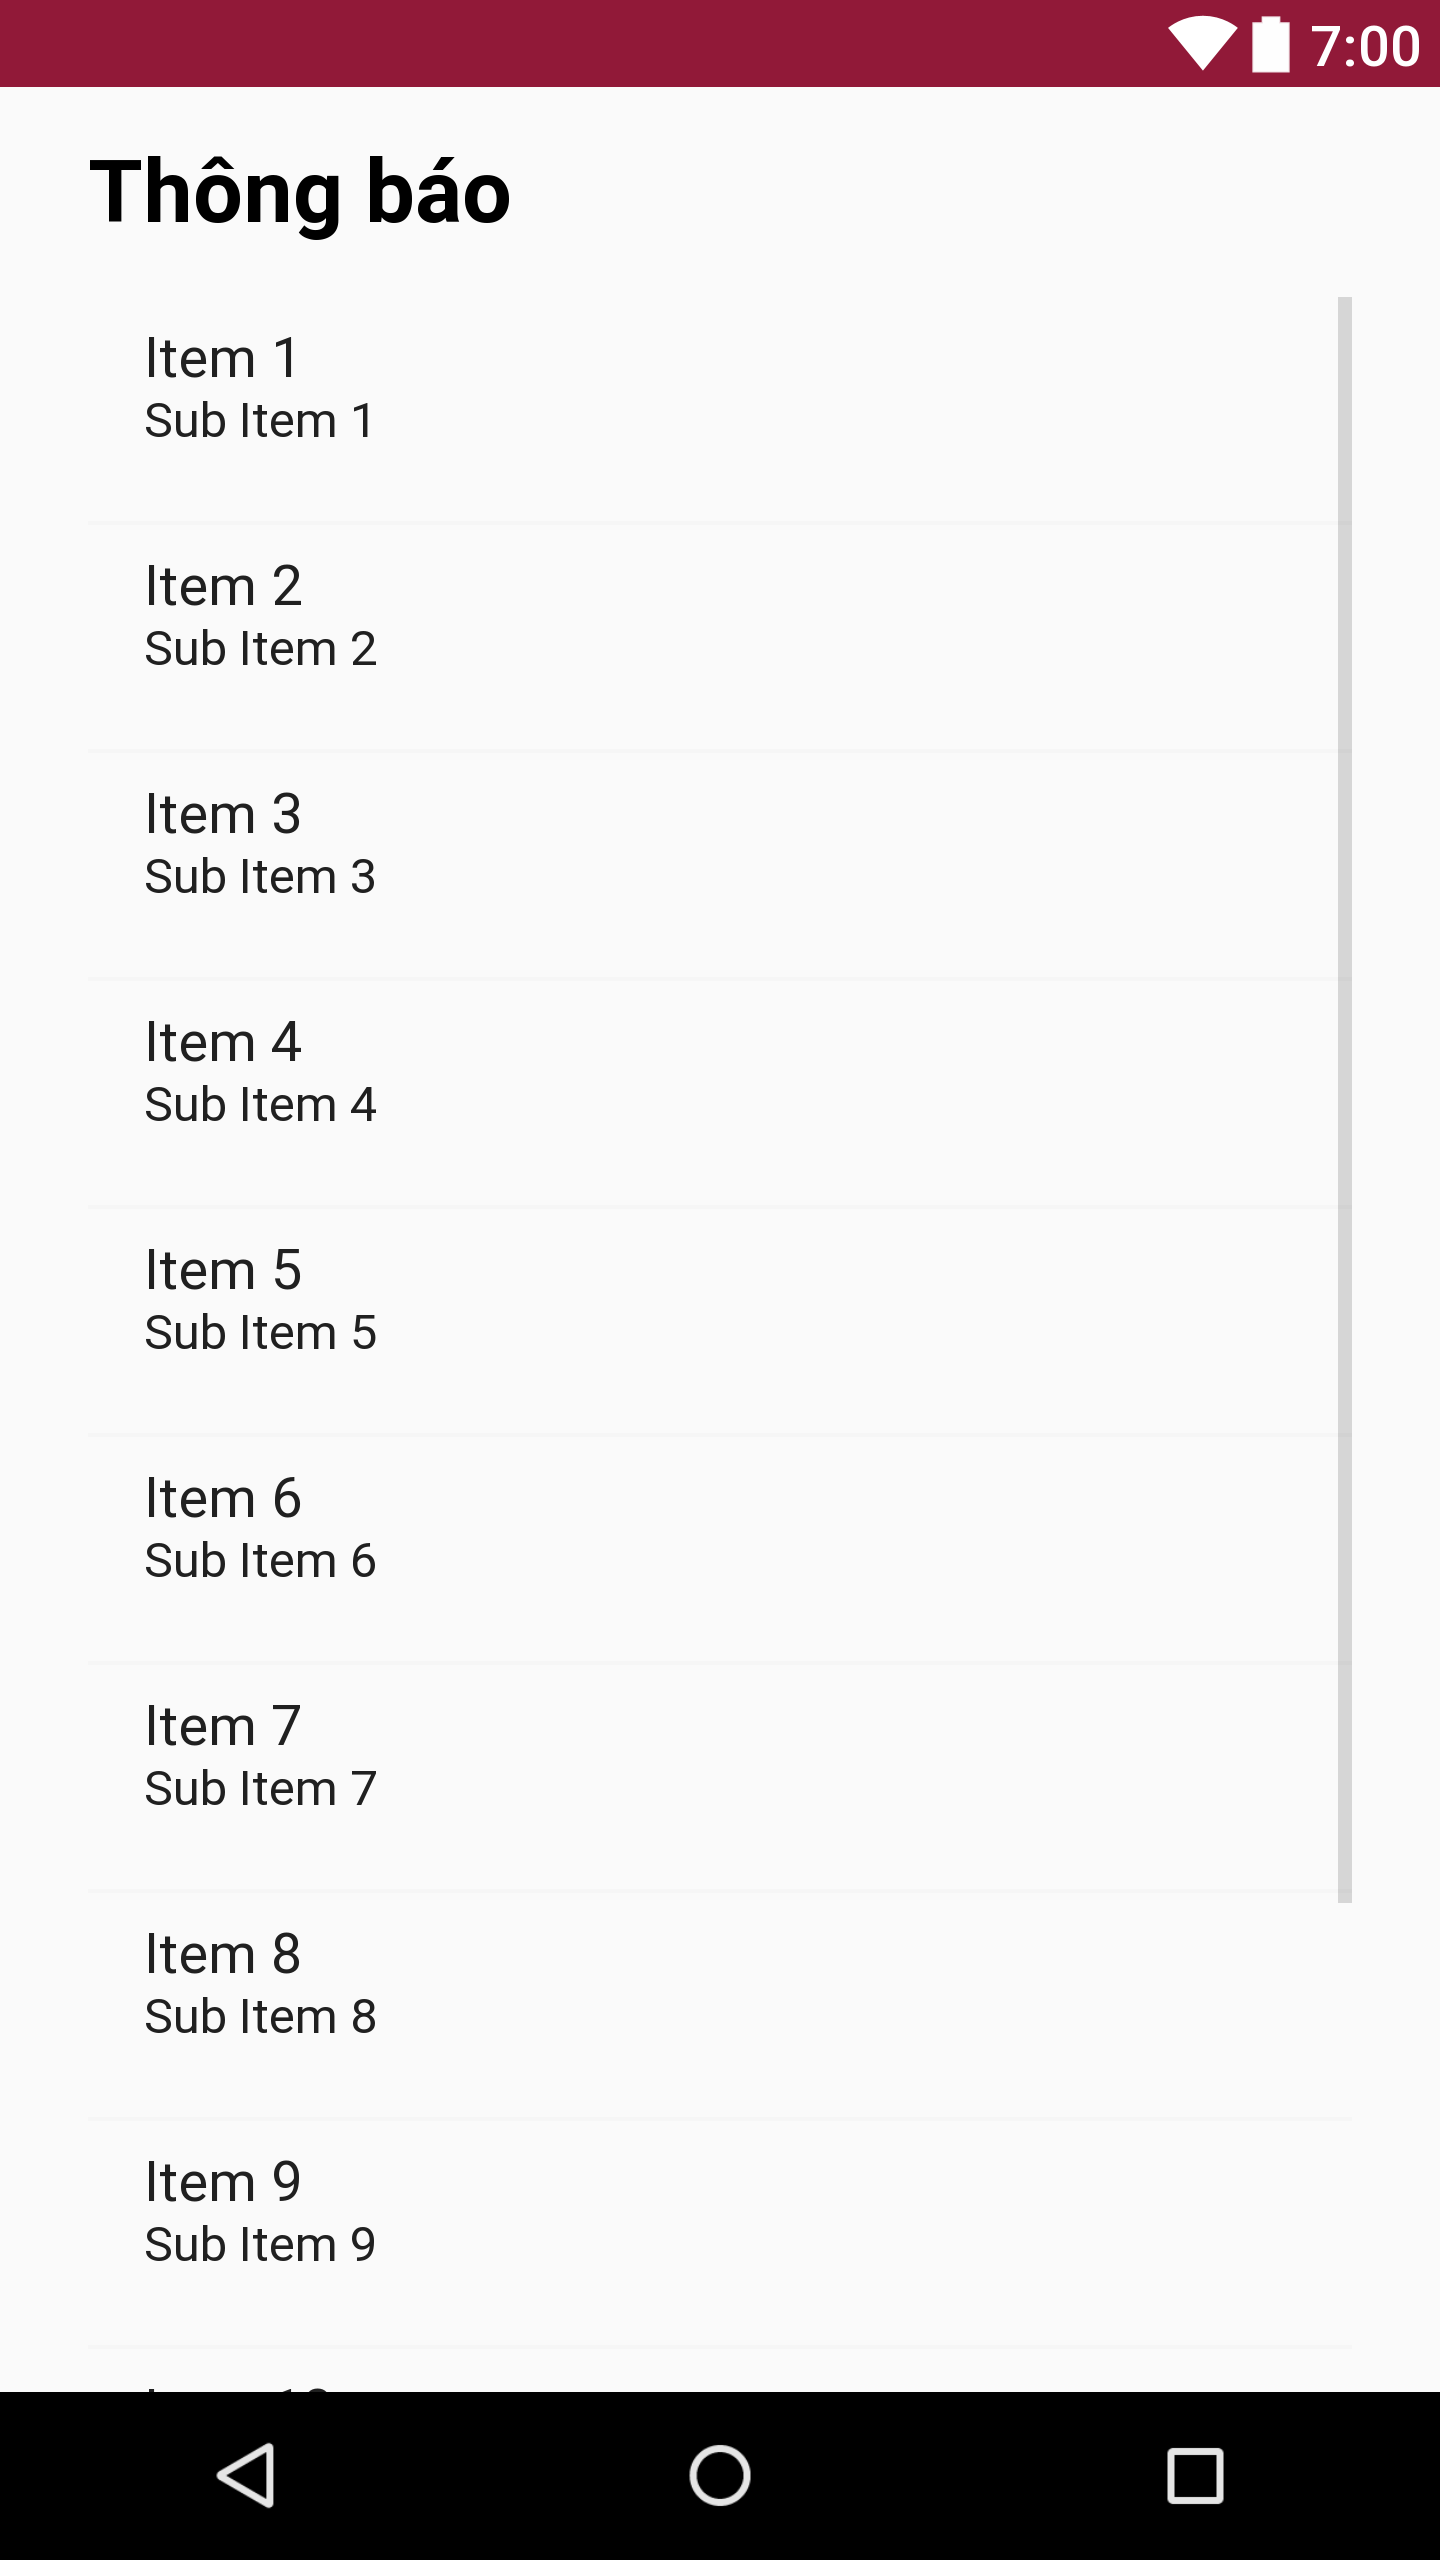 7:00
Thông báo
Item 1
Sub Item 1
Item 2
Sub Item 2
Item 3
Sub Item 3
Item 4
Sub Item 4
Item 5
Sub Item 5
Item 6
Sub Item 6
Item 7
Sub Item 7
Item 8
Sub Item 8
Item 9
Sub Item 9